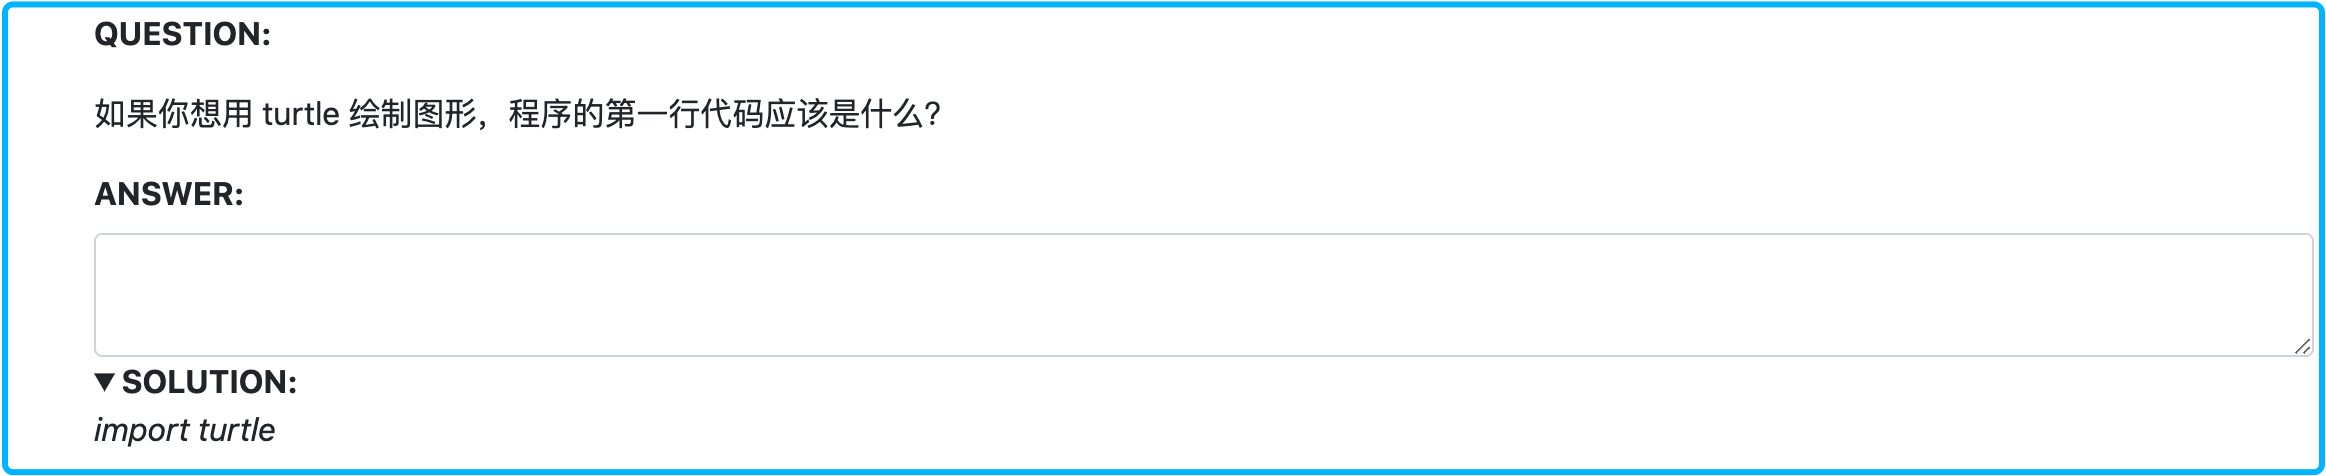 QUESTION:
如果你想用 turtle 绘制图形，程序的第一行代码应该是什么?
ANSWER:
▼ SOLUTION:
import turtle